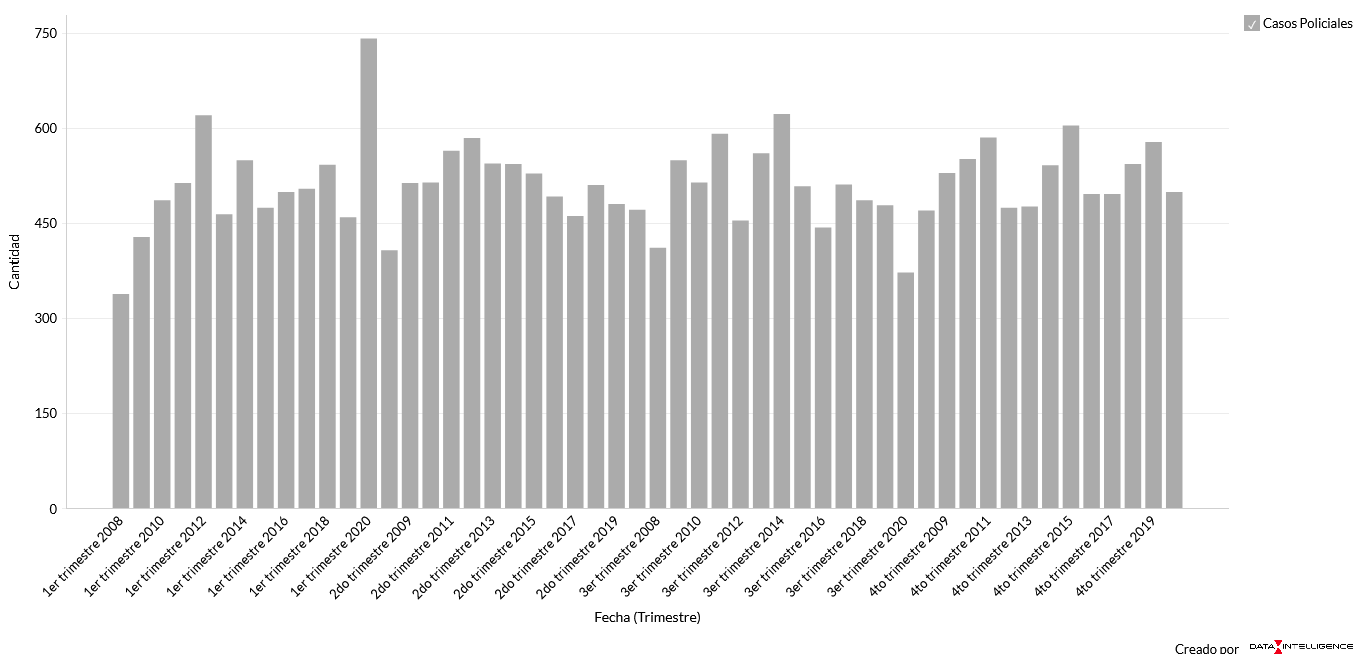 Casos Policiales
750
600
450
300
150
0
Cantidad
1er trimestre 2008
1er trimestre 2010
1er trimestre 2012
1er trimestre 2014
1er trimestre 2016
1er trimestre 2018
1er trimestre 2020
2do trimestre 2009
2do trimestre 2011
2do trimestre 2013
2do trimestre 2015
2do trimestre 2017
2do trimestre 2019
3er trimestre 2008
3er trimestre 2010
3er trimestre 2012
3er trimestre 2014
3er trimestre 2016
3er trimestre 2018
3er trimestre 2020
4to trimestre 2009
4to trimestre 2011
4to trimestre 2013
4to trimestre 2015
4to trimestre 2017
4to trimestre 2019
Fecha (Trimestre)
Creado por DATA INTELLIGENCE